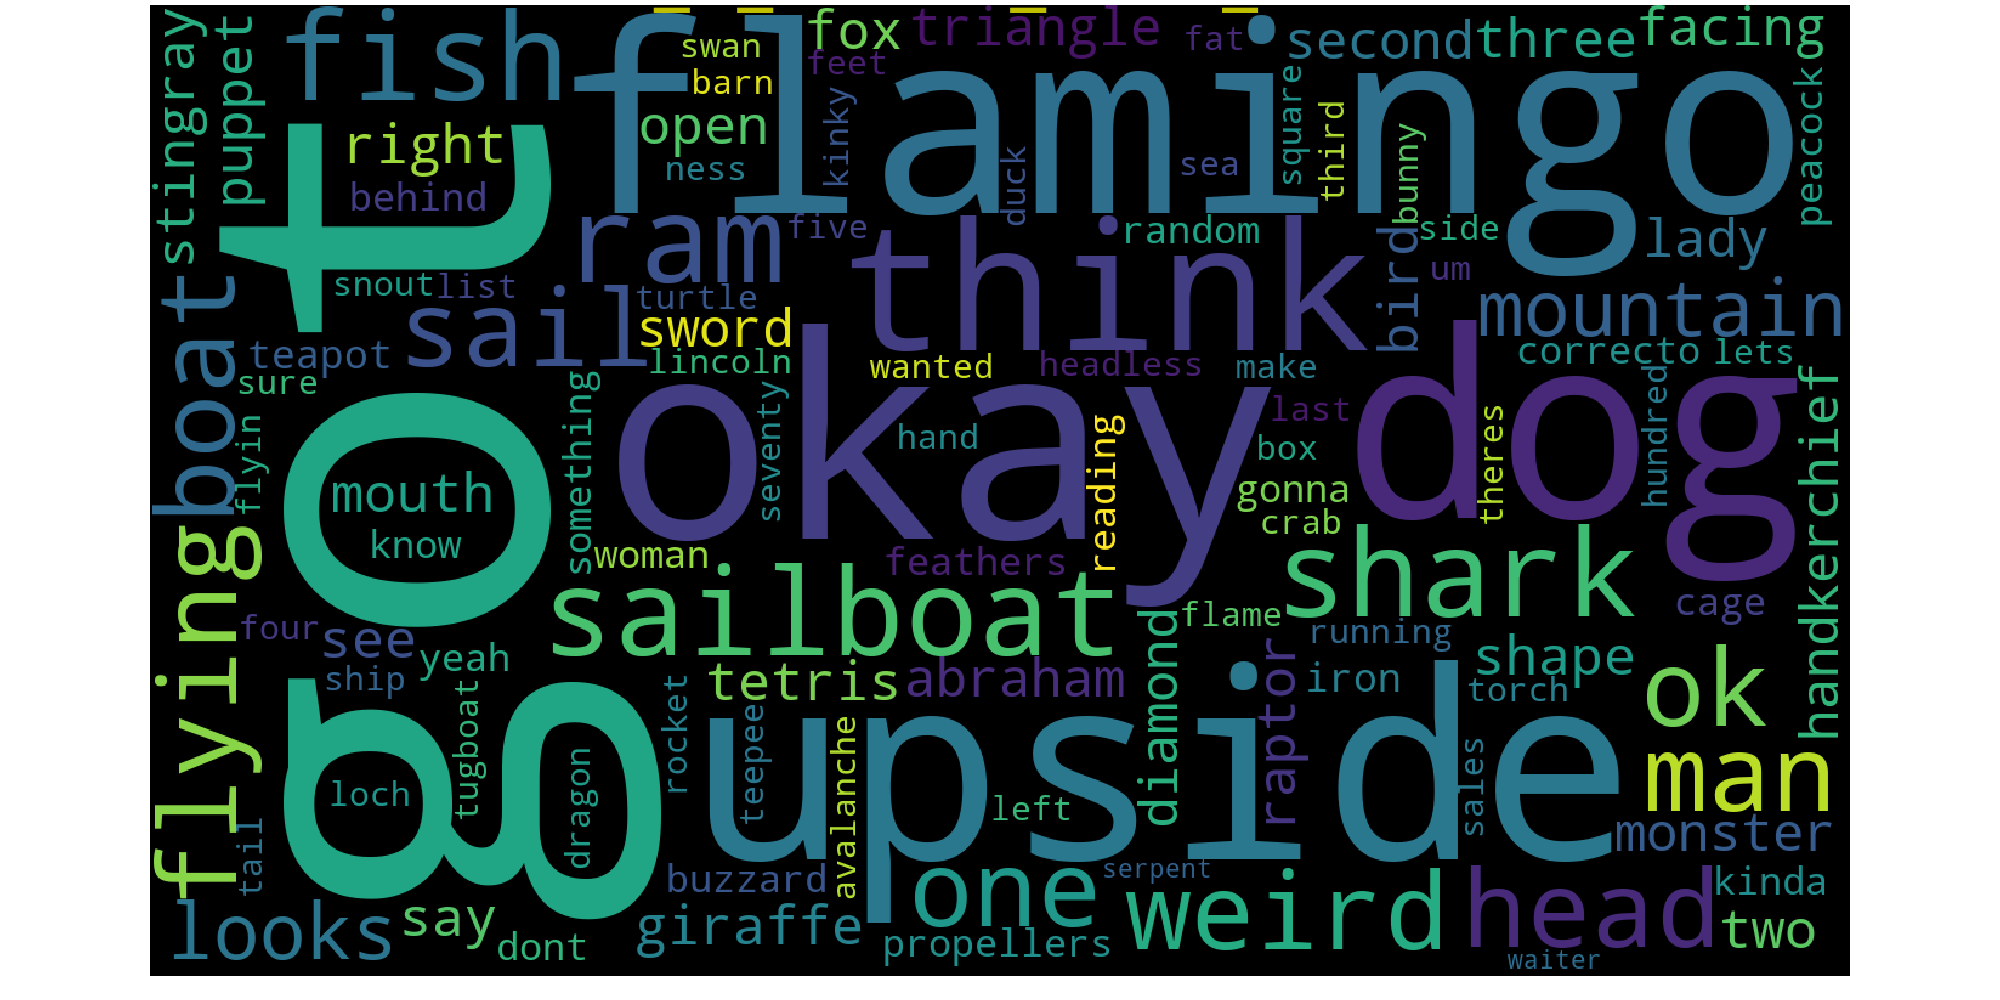 stingray
puppet
fish
flamingo
fox
triangle
fat
second
three
facing
swan
feet
barn
right
open
kinky
duck
sea
square
third
bunny
peacock
behind
ness
got
ram
five
think
random
bird
side
lady
um
boat
snout
list
turtle
sail
sword
mountain
teapot
lincoln
wanted
headless
make
correcto
lets
sure
okay
dog
handkerchief
flyin
something
seventy
hand
reading
last
box
theres
hundred
mouth
gonna
know
crab
woman
feathers
shark
flying
sailboat
flame
cage
four
see
yeah
diamond
running
shape
ship
tetris
abraham
raptor
iron
torch
ok
tugboat
rocket
teepee
upside
man
loch
dragon
avalanche
left
sales
monster
tail
buzzard
one
serpent
weird
head
kinda
looks
say
dont
giraffe
propellers
two
waiter